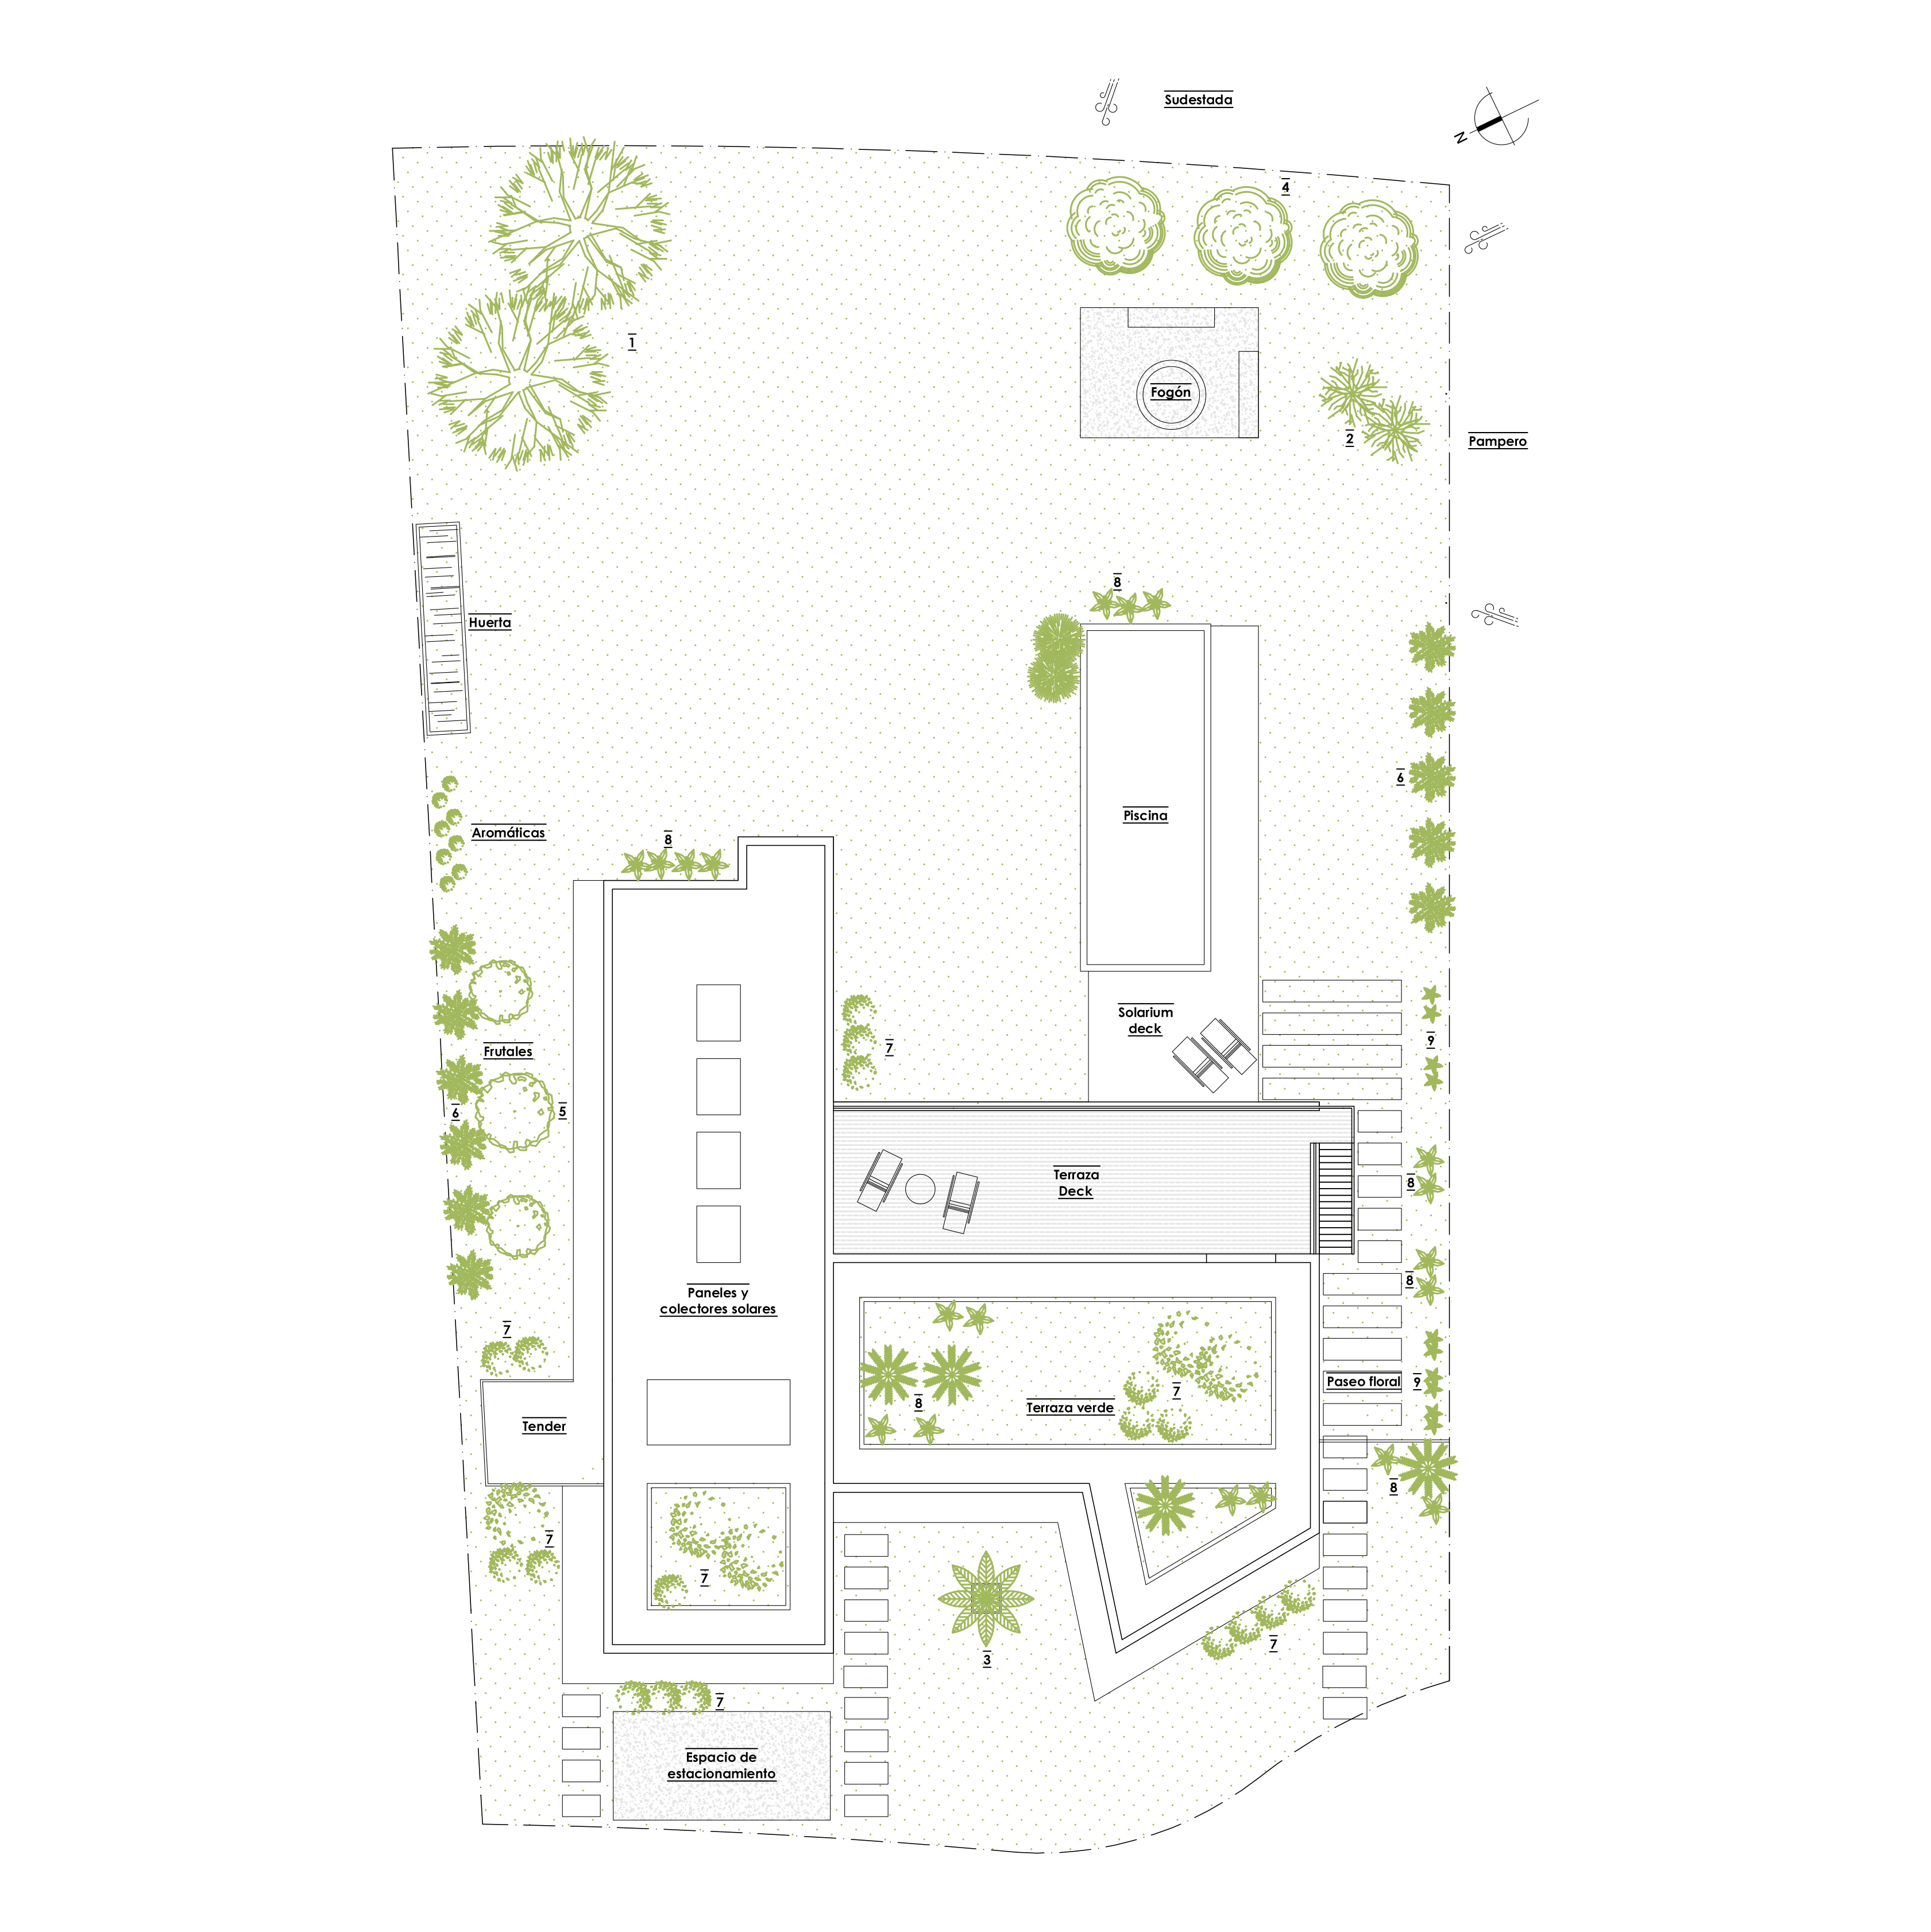 Sudestada
N
4
1
Fogón
2
Pampero
8
Huerta
6
Piscina
Aromáticas
8
Solarium
deck
9
7
Frutales
6
5
Terraza
Deck
8
8
Paneles y
colectores solares
7
Paseo floral
9
7
8
Terraza verde
Tender
8
7
7
7
3
7
Espacio de
estacionamiento